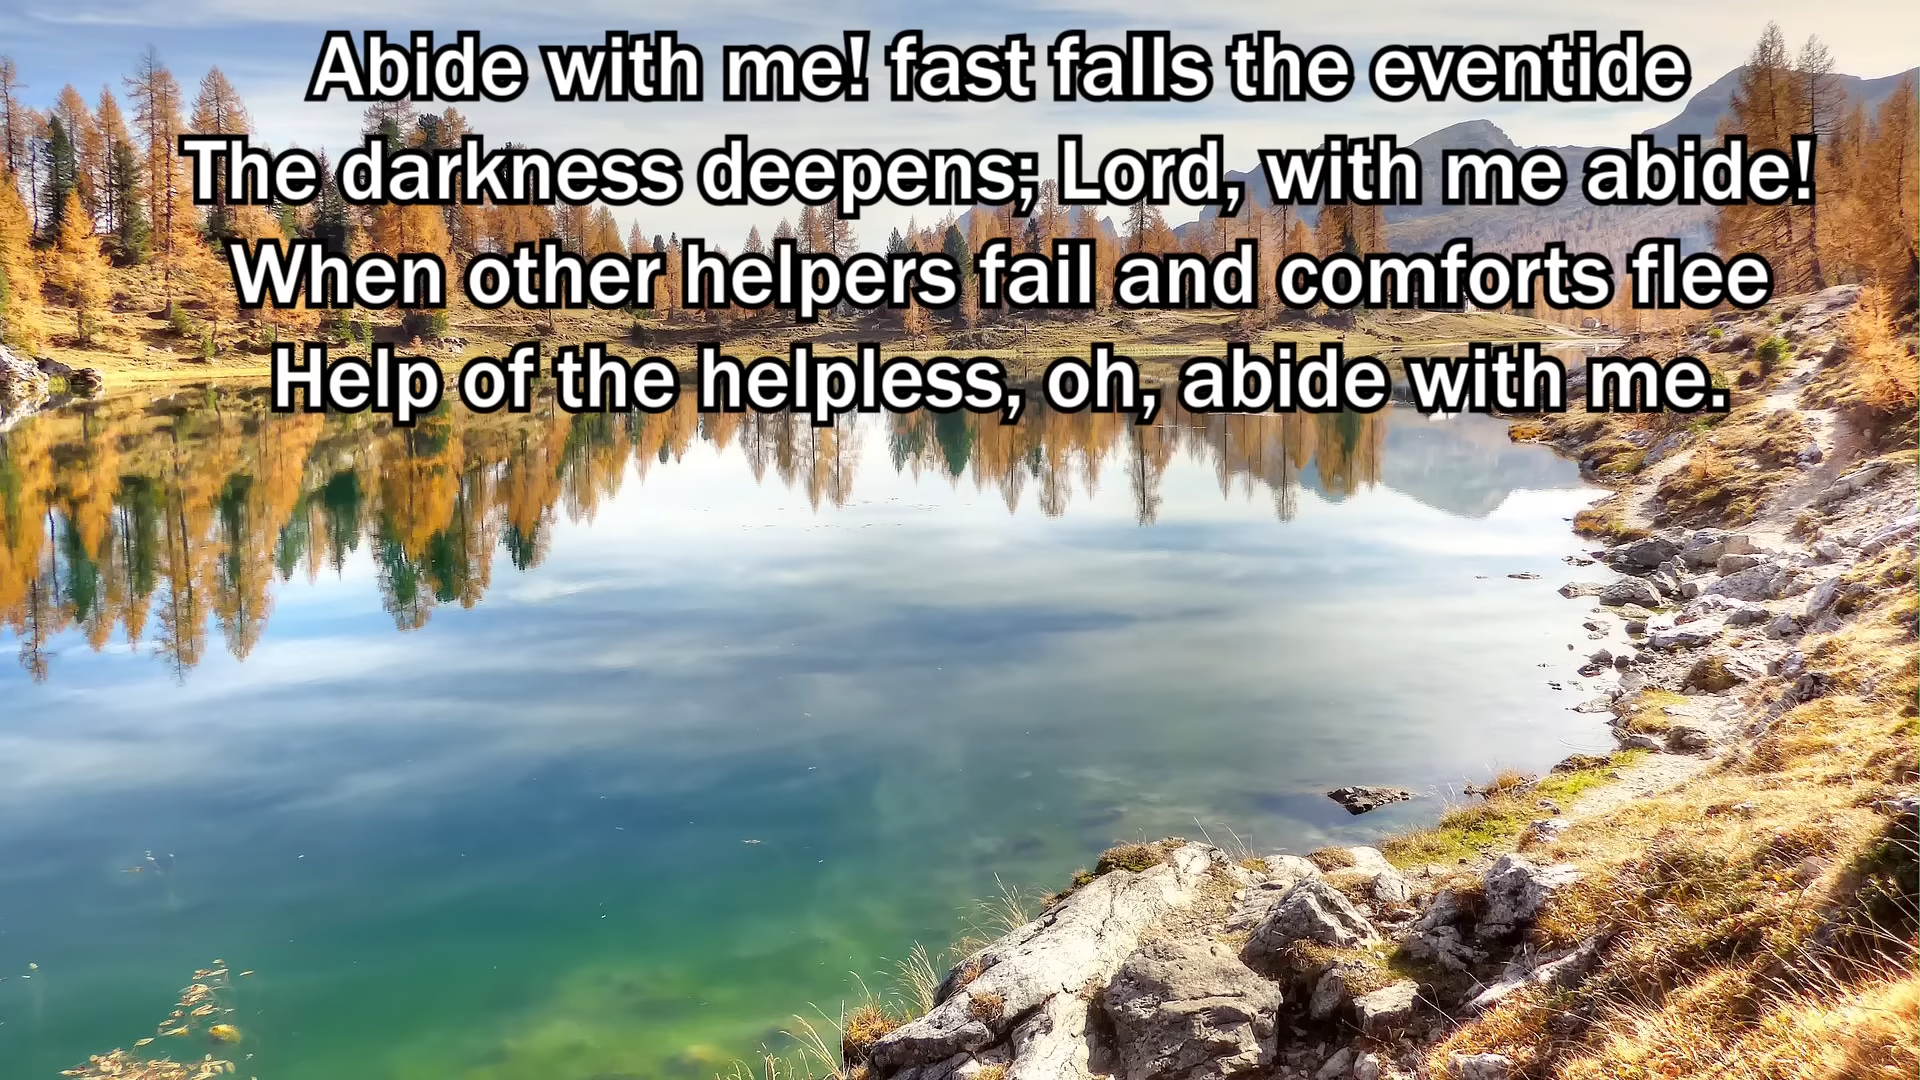 Abide with me! fast falls the eventide
The darkness deepens; Lord, with me abide!
When other helpers fail and comforts flee
Help of the helpless, oh, abide with me.